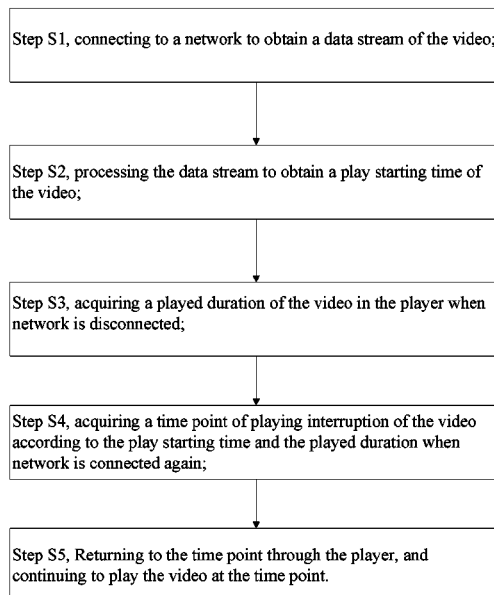 Step S1, connecting to a network to obtain a data stream of the video;
Step S2, processing the data stream to obtain a play starting time of
the video;
Step S3, acquiring a played duration of the video in the player when
network is disconnected;
Step S4, acquiring a time point of playing interruption of the video
according to the play starting time and the played duration when
network is connected again;
Step S5, Returning to the time point through the player, and
continuing to play the video at the time point.